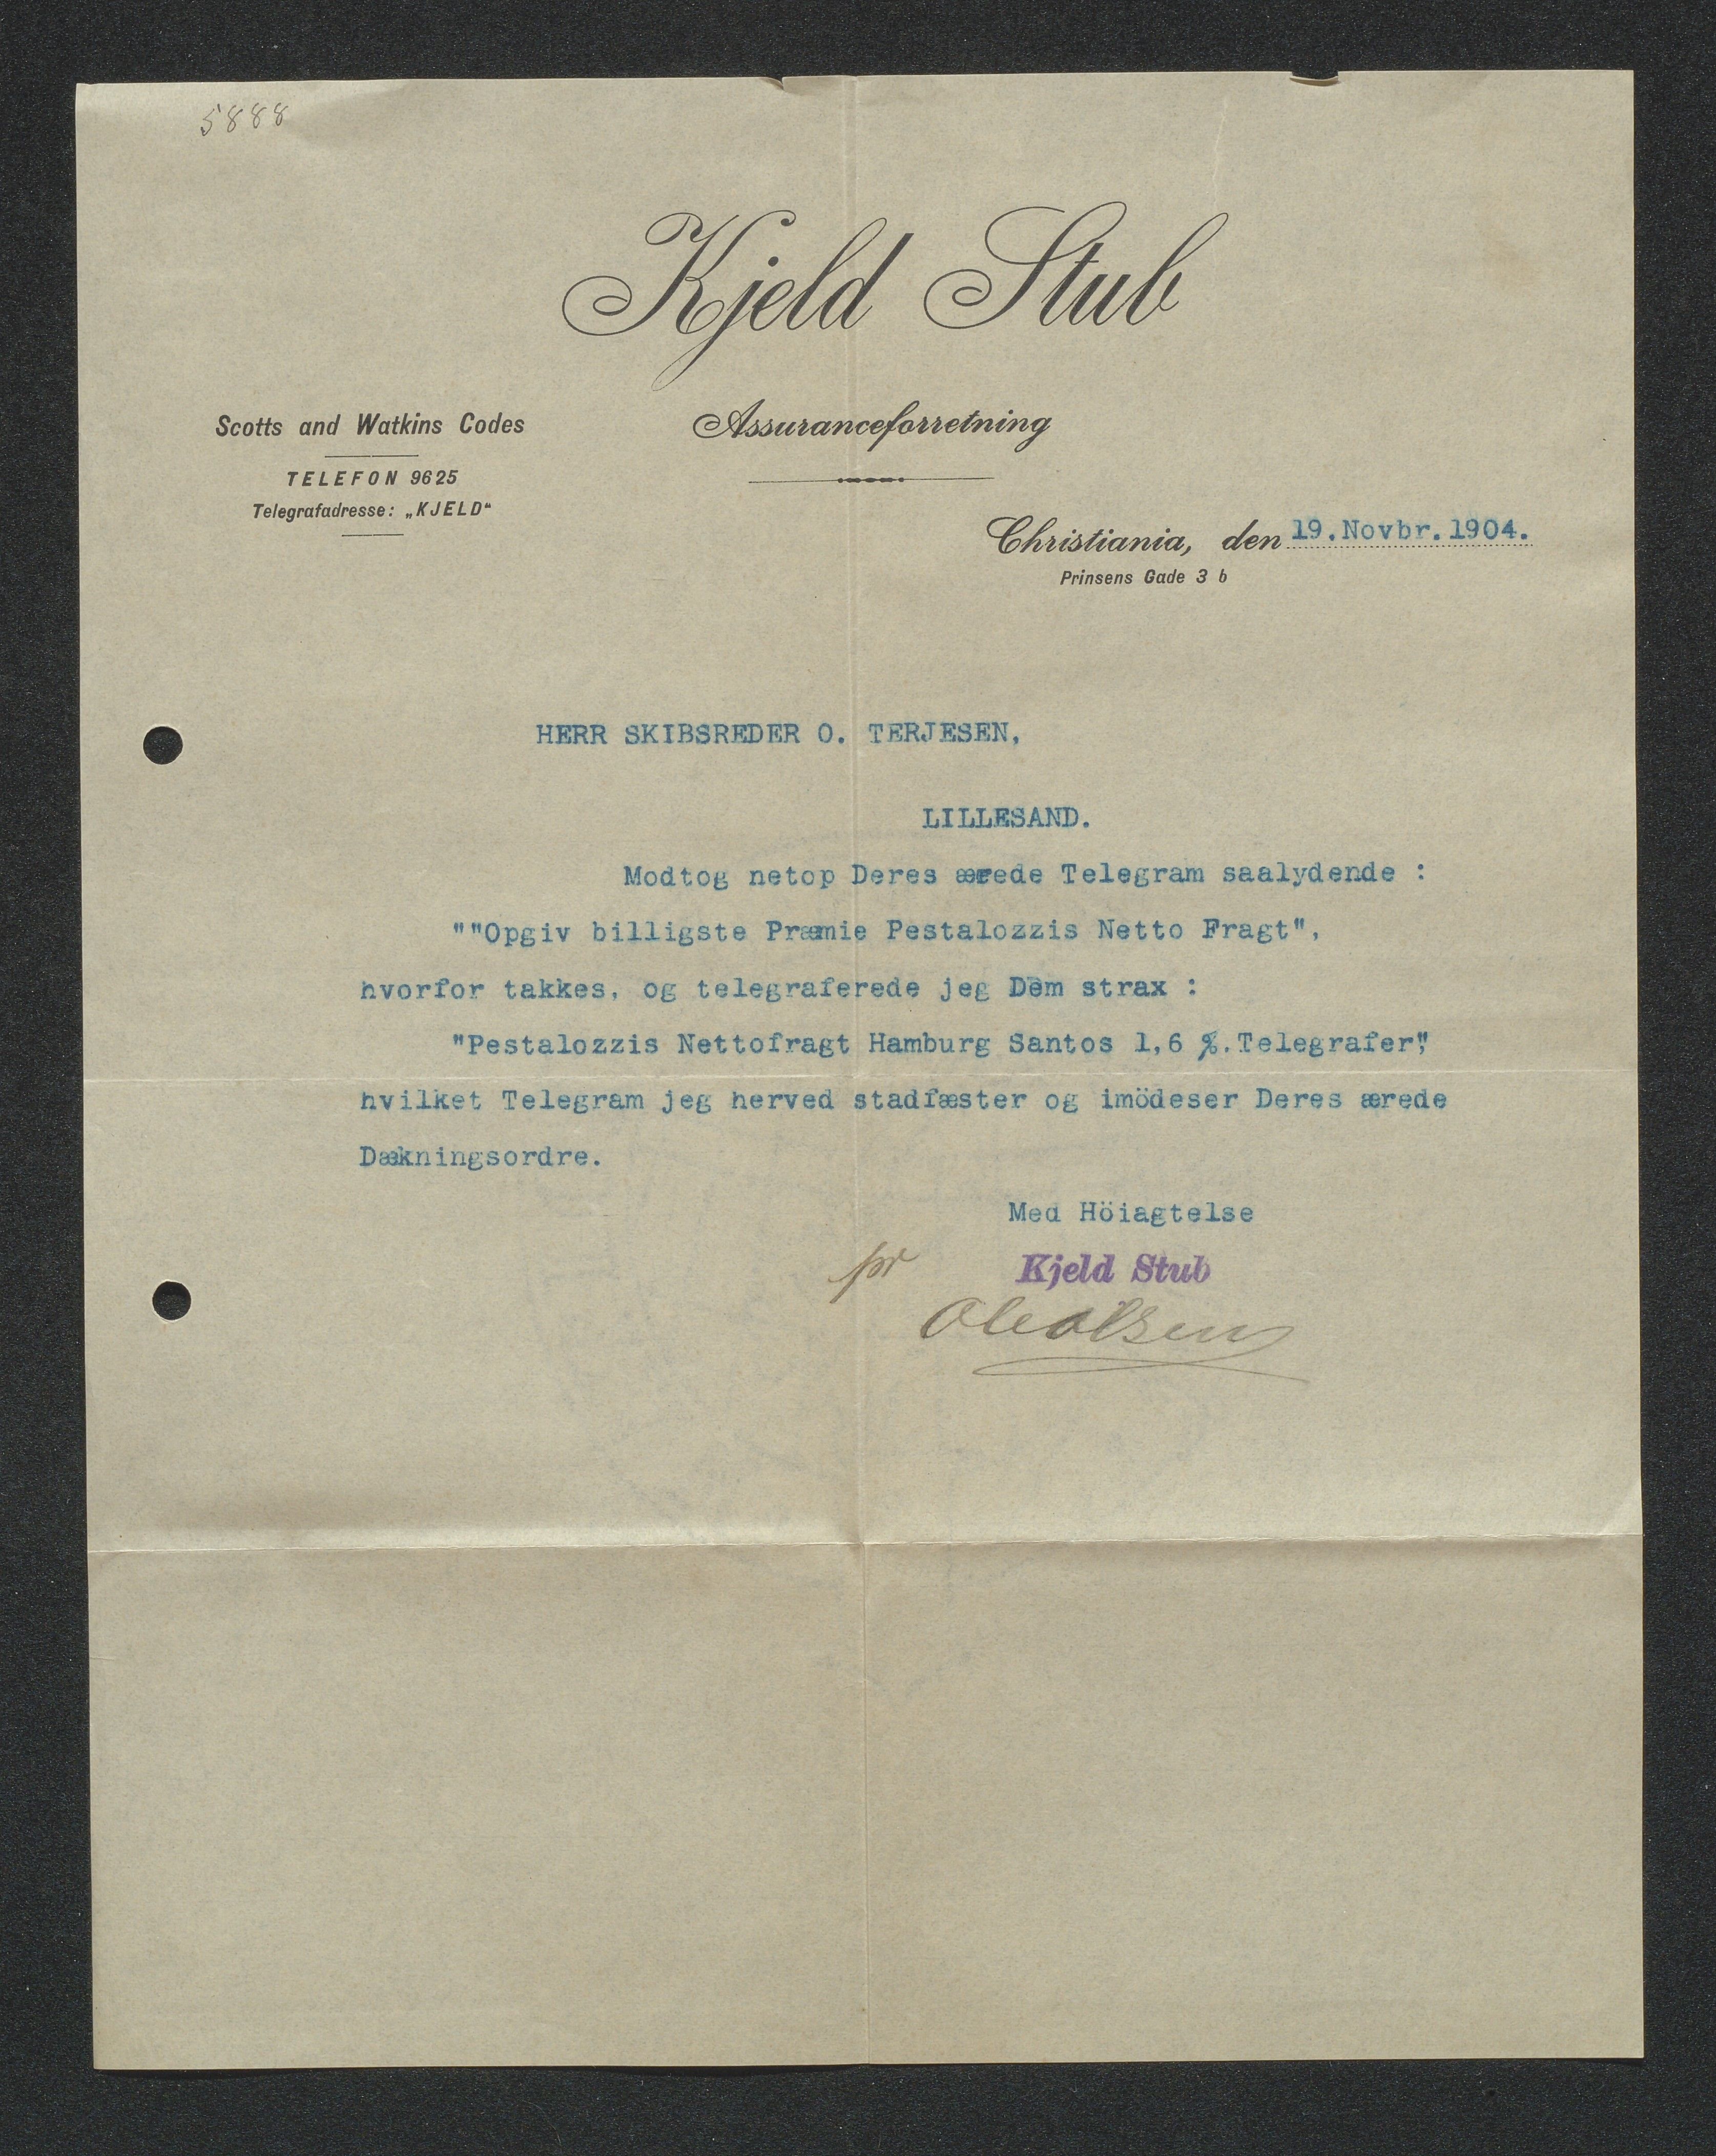 5888
Kjeld Stub
Scotts and Watkins Codes
Assuranceforretning
TELEFON 9625
Telegrafadresse: „KJELD“
Christiania, den 19.Novbr.1904.
Prinsens Gade 3 b
HERR SKIBSREDER O. TERJESEN,
LILLESAND.
Modtog netop Deres ærede Telegram saalydende :
""Opgiv billigste Præmie Pestalozzis Netto Fragt",
hvorfor takkes, og telegraferede jeg Dem strax :
"Pestalozzis Nettofragt Hamburg Santos 1,6 %.Telegrafer",
hvilket Telegram jeg herved stadfæster og imödeser Deres ærede
Dækningsordre.
Med Höiagtelse
pr Kjeld Stub
Ole Olsen